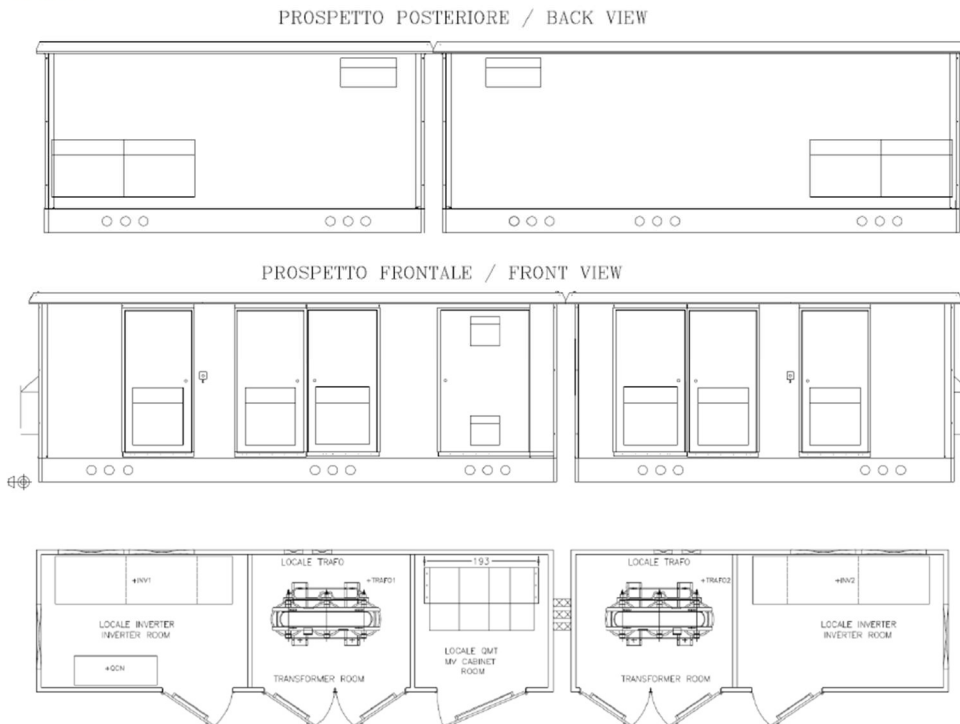 PROSPETTO POSTERIORE / BACK VIEW
PROSPETTO FRONTALE / FRONT VIEW
LOCALE TRAFO
193
LOCALE TRAFO
+INV1
+TRAFO1
+TRAFO2
+INV2
LOCALE INVERTER
INVERTER ROOM
LOCALE INVERTER
INVERTER ROOM
LOCALE QMT
MV CABINET
ROOM
+QCN
TRANSFORMER ROOM
TRANSFORMER ROOM